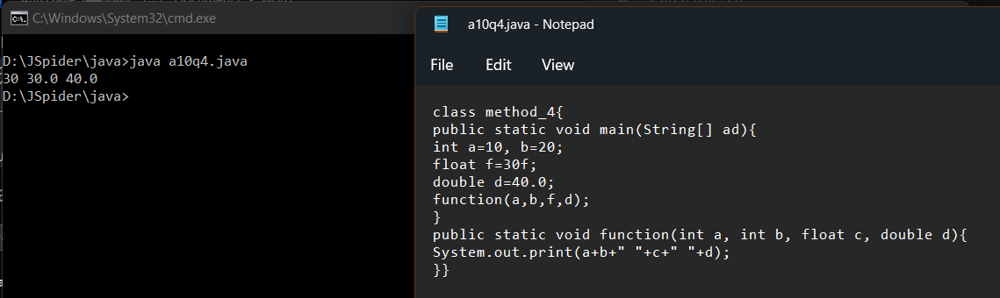 C:\Windows\System32\cmd.exe
D:\JSpider\java>java a10q4.java
30 30.0 40.0
D:\JSpider\java>
a10q4.java - Notepad
File Edit View
class method_4{
public static void main(String[] ad){
int a=10, b=20;
float f=30f;
double d=40.0;
function(a,b,f,d);
}
public static void function(int a, int b, float c, double d){
System.out.print(a+b+" "+c+" "+d);
}}